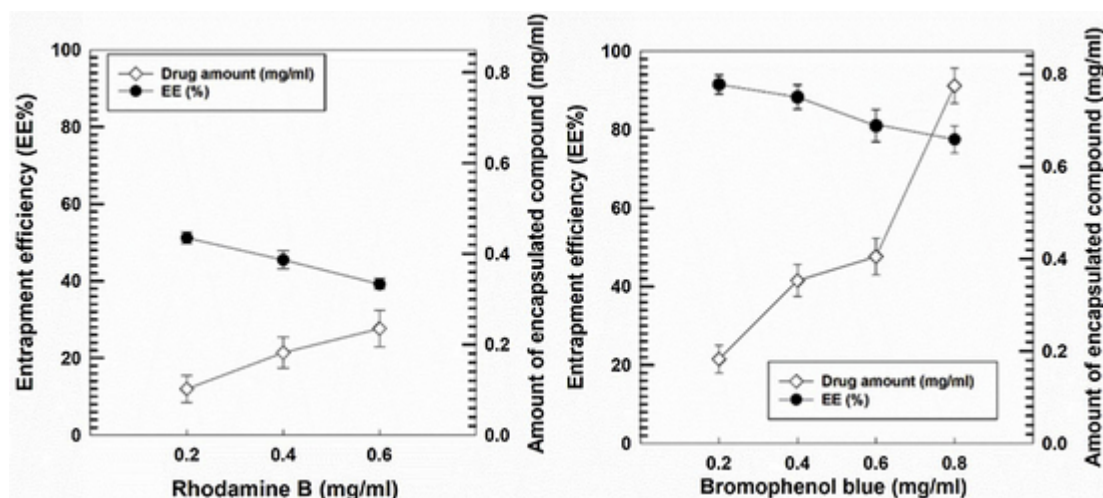 Entrapment efficiency (EE%)
100
80
60
40
20
0
Drug amount (mg/ml)
EE (%)
0.8
0.6
0.4
0.2
0.0
Amount of encapsulated compound (mg/ml)
0.2 0.4 0.6
Rhodamine B (mg/ml)
Entrapment efficiency (EE%)
100
80
60
40
20
0
Drug amount (mg/ml)
EE (%)
0.8
0.6
0.4
0.2
0.0
Amount of encapsulated compound (mg/ml)
0.2 0.4 0.6 0.8
Bromophenol blue (mg/ml)